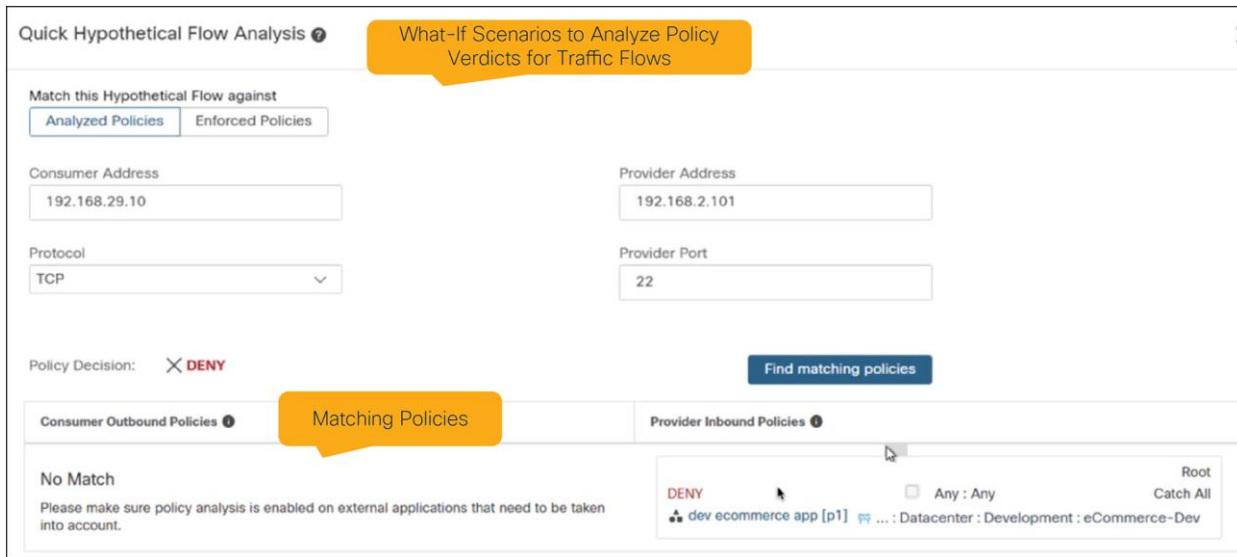 Quick Hypothetical Flow Analysis
What-If Scenarios to Analyze Policy
Verdicts for Traffic Flows
Match this Hypothetical Flow against
Analyzed Policies Enforced Policies
Consumer Address Provider Address
192.168.29.10 192.168.2.101
Protocol Provider Port
TCP 22
Policy Decision: DENY Find matching policies
Consumer Outbound Policies Matching Policies Provider Inbound Policies
No Match
Please make sure policy analysis is enabled on external applications that need to be taken
into account.
Root
DENY Any : Any Catch All
dev ecommerce app [p1] ... : Datacenter : Development : eCommerce-Dev